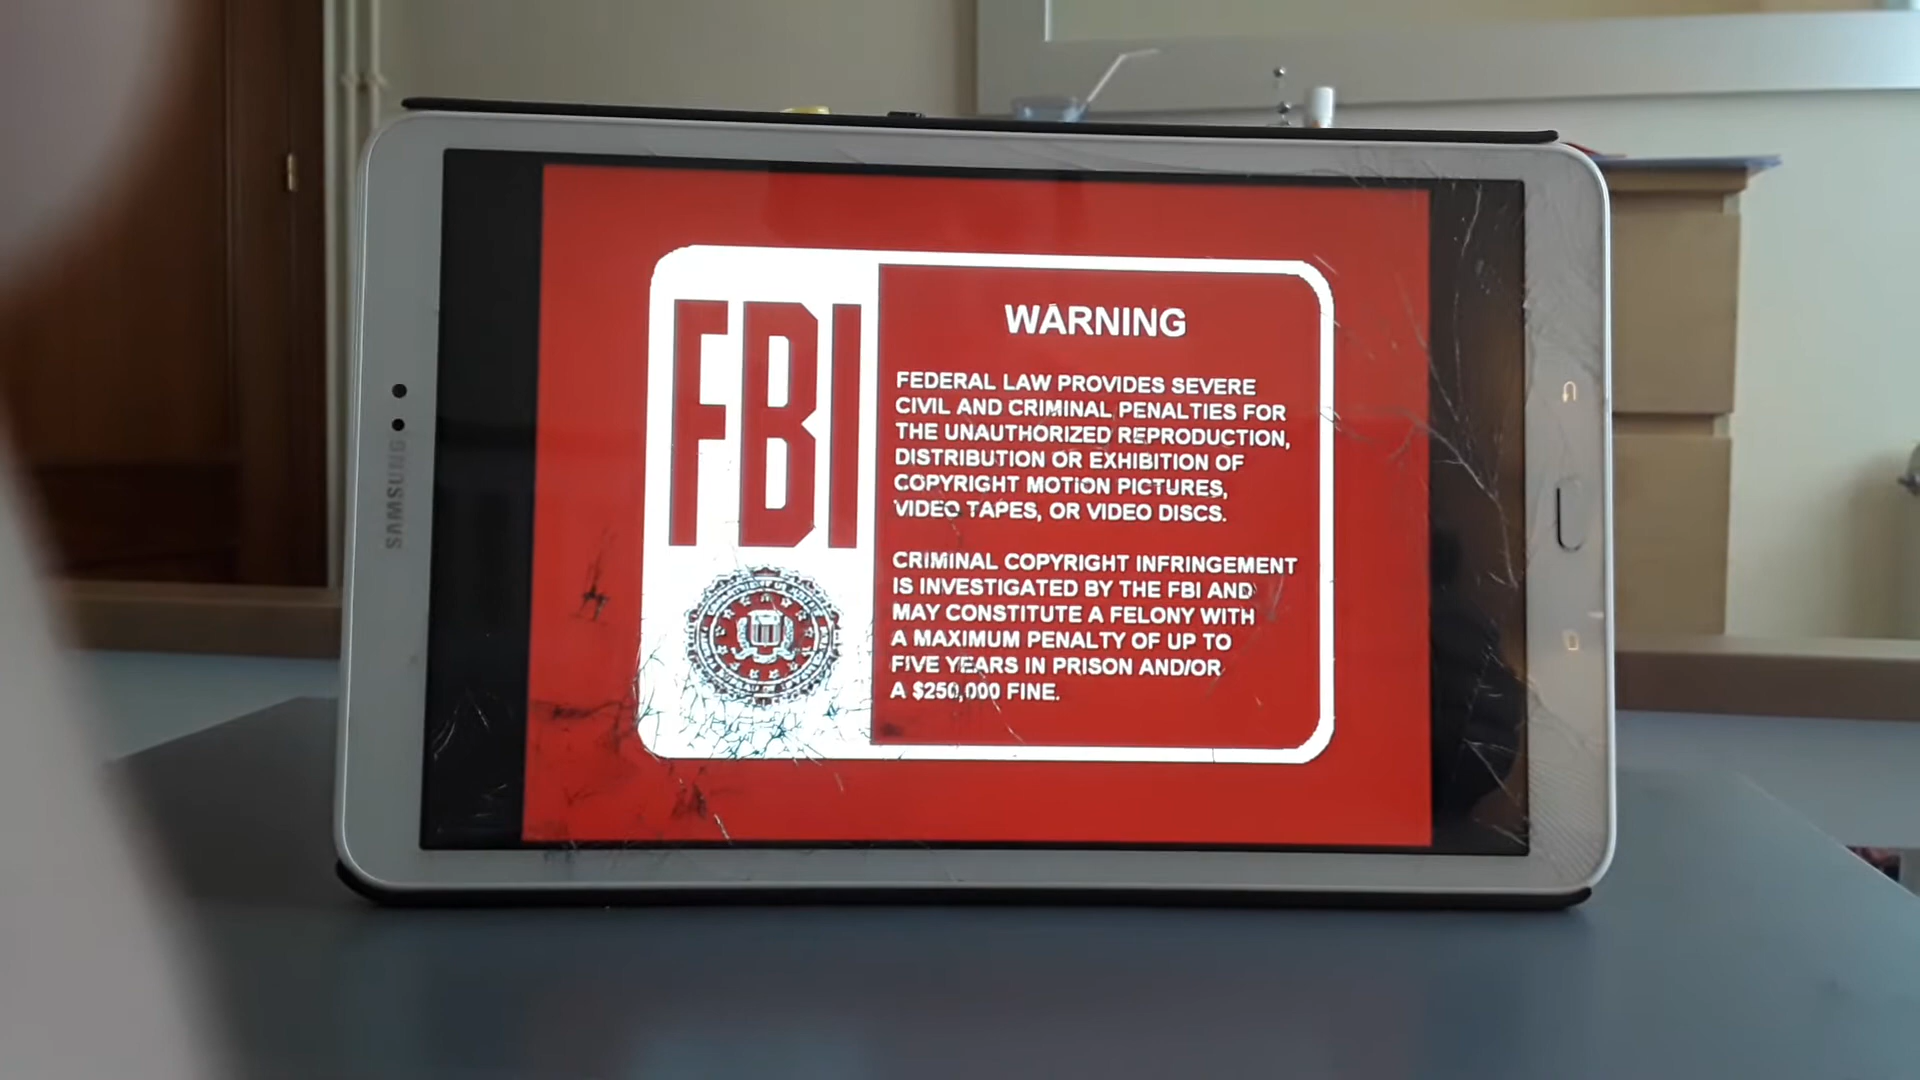 SAMSUNG
FBI
WARNING
FEDERAL LAW PROVIDES SEVERE
CIVIL AND CRIMINAL PENALTIES FOR
THE UNAUTHORIZED REPRODUCTION,
DISTRIBUTION OR EXHIBITION OF
COPYRIGHT MOTION PICTURES,
VIDEO TAPES, OR VIDEO DISCS.
CRIMINAL COPYRIGHT INFRINGEMENT
IS INVESTIGATED BY THE FBI AND
MAY CONSTITUTE A FELONY WITH
A MAXIMUM PENALTY OF UP TO
FIVE YEARS IN PRISON AND/OR
A $250,000 FINE.